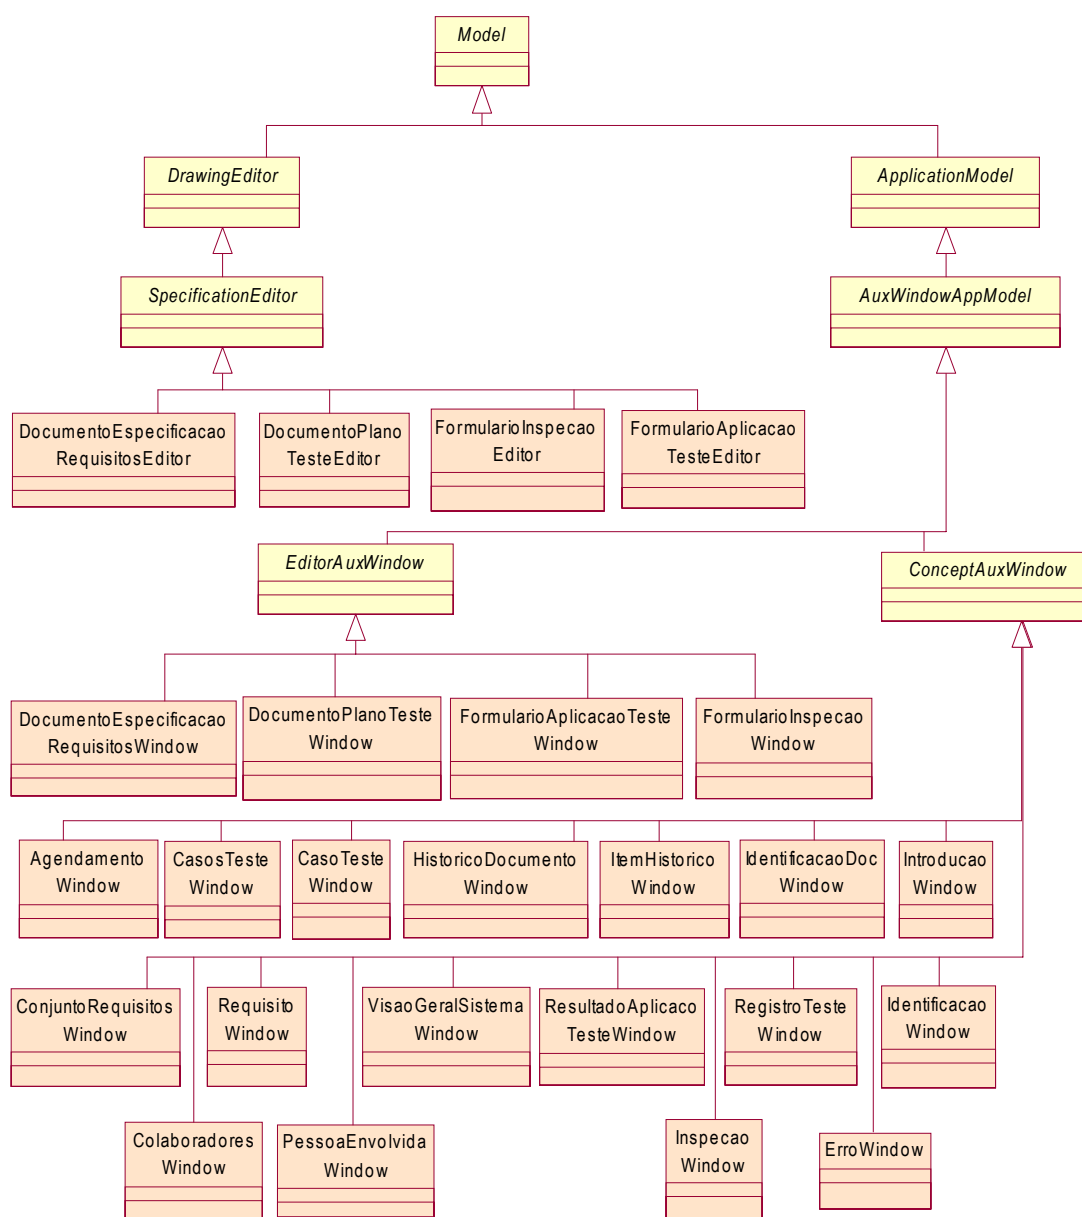 Model
DrawingEditor
ApplicationModel
SpecificationEditor
AuxWindowAppModel
DocumentoEspecificacao
RequisitosEditor
DocumentoPlano
TesteEditor
FormularioInspecao
Editor
FormularioAplicacao
TesteEditor
EditorAuxWindow
ConceptAuxWindow
DocumentoEspecificacao
RequisitosWindow
DocumentoPlanoTeste
Window
FormularioAplicacaoTeste
Window
FormularioInspecao
Window
Agendamento
Window
CasosTeste
Window
CasoTeste
Window
HistoricoDocumento
Window
ItemHistorico
Window
IdentificacaoDoc
Window
Introducao
Window
ConjuntoRequisitos
Window
Requisito
Window
VisaoGeralSistema
Window
ResultadoAplicaco
TesteWindow
RegistroTeste
Window
Identificacao
Window
Colaboradores
Window
PessoaEnvolvida
Window
Inspecao
Window
ErroWindow